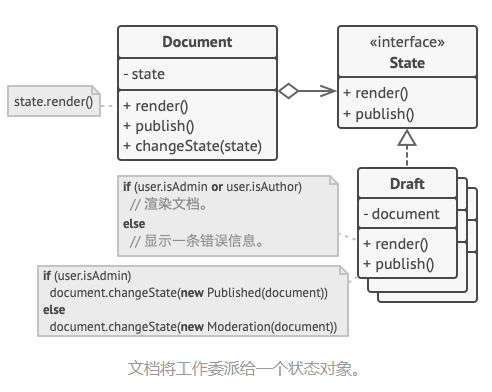 Document
- state
+ render()
+ publish()
+ changeState(state)
«interface»
State
+ render()
+ publish()
state.render()
Draft
- document
+ render()
+ publish()
if (user.isAdmin or user.isAuthor)
// 渲染文档。
else
// 显示一条错误信息。
if (user.isAdmin)
document.changeState(new Published(document))
else
document.changeState(new Moderation(document))
文档将工作委派给一个状态对象。